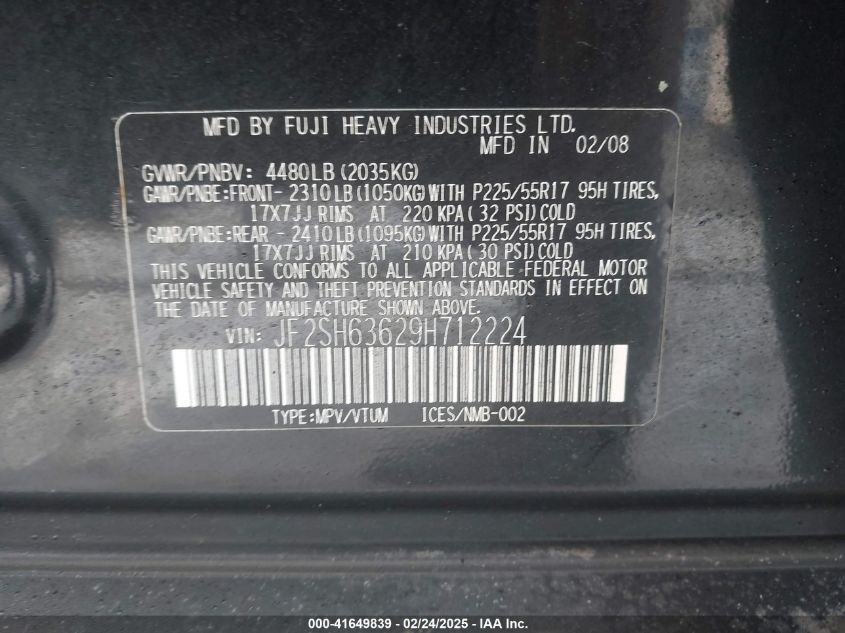 MFD BY FUJI HEAVY INDUSTRIES LTD.
MFD IN 02/08
GVWR/PNBV: 4480LB(2035KG)
GAWR/PNBE:FRONT- 2310LB(1050KG)WITH P225/55R17 95H TIRES,
17X7JJ RIMS AT 220 KPA( 32 PSI)COLD
GAWR/PNBE:REAR - 2410LB(1095KG)WITH P225/55R17 95H TIRES,
17X7JJ RIMS AT 210 KPA( 30 PSI)COLD
THIS VEHICLE CONFORMS TO ALL APPLICABLE FEDERAL MOTOR
VEHICLE SAFETY AND THEFT PREVENTION STANDARDS IN EFFECT ON
THE DATE OF MANUFACTURE SHOWN ABOVE.
VIN: JF2SH63629H712224
TYPE:MPV/VTUM ICES/NMB-002
000-41649839 - 02/24/2025 - IAA Inc.